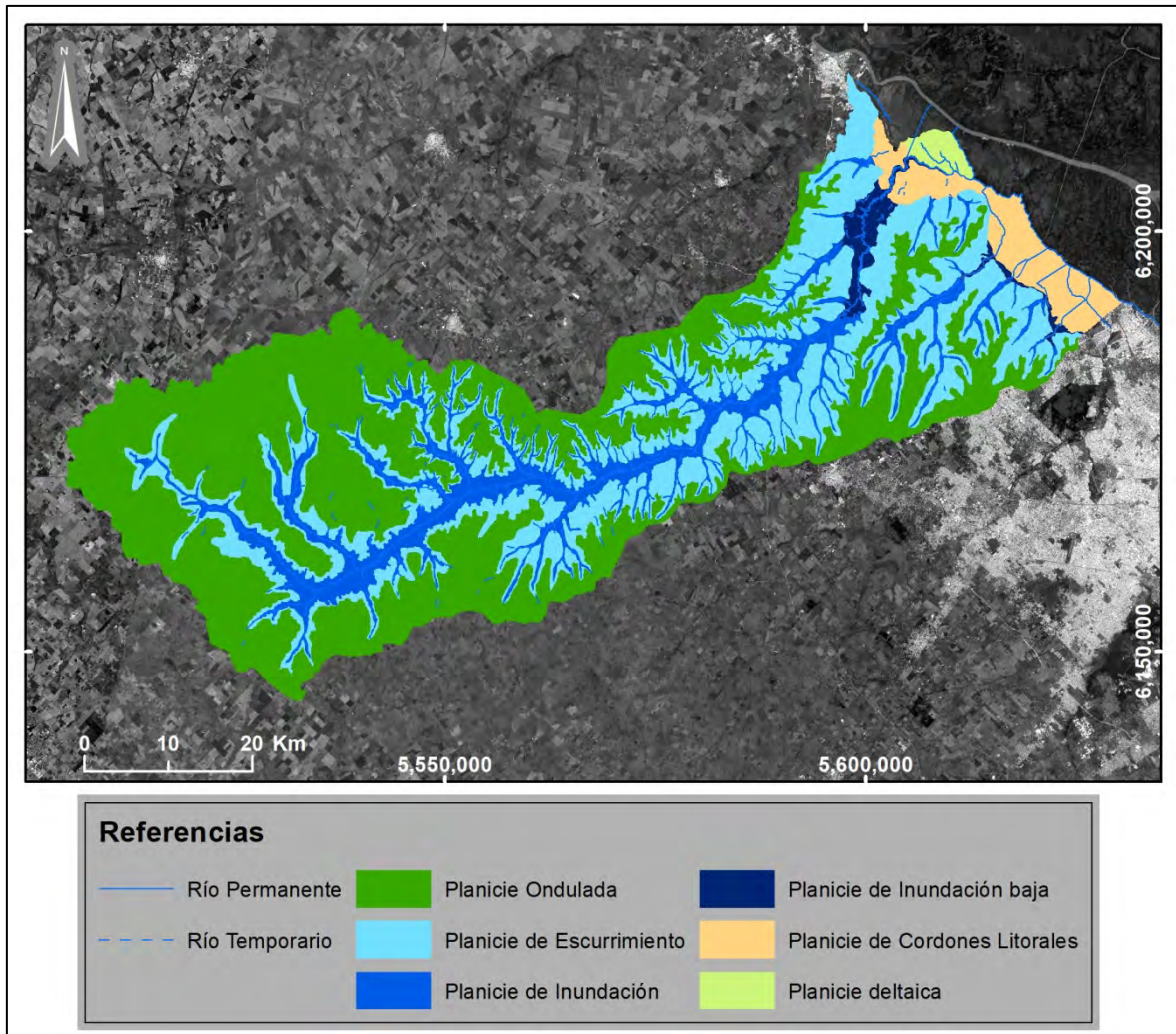 N
6,200,000
6,150,000
0 10 20 Km
5,550,000 5,600,000
Referencias
Río Permanente
Planicie Ondulada
Planicie de Inundación baja
Río Temporario
Planicie de Escurrimiento
Planicie de Cordones Litorales
Planicie de Inundación
Planicie deltaica